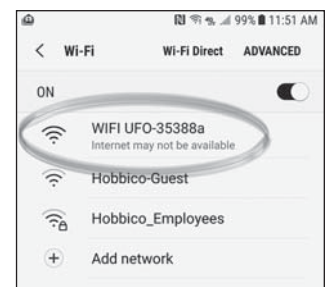 99% 11:51 AM
< Wi-Fi Wi-Fi Direct ADVANCED
ON
WIFI UFO-35388a
Internet may not be available
Hobbico-Guest
Hobbico_Employees
+ Add network